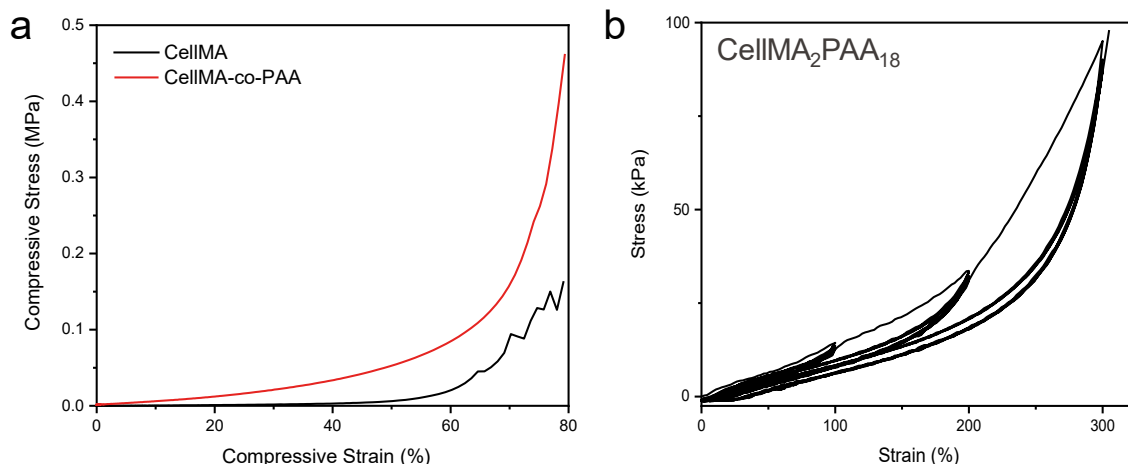 a
0.5
0.4
0.3
0.2
0.1
0.0
Compressive Stress (MPa)
CellMA
CellMA-co-PAA
0 20 40 60 80
Compressive Strain (%)
b
100
50
0
Stress (kPa)
CellMA₂PAA₁₈
0 100 200 300
Strain (%)